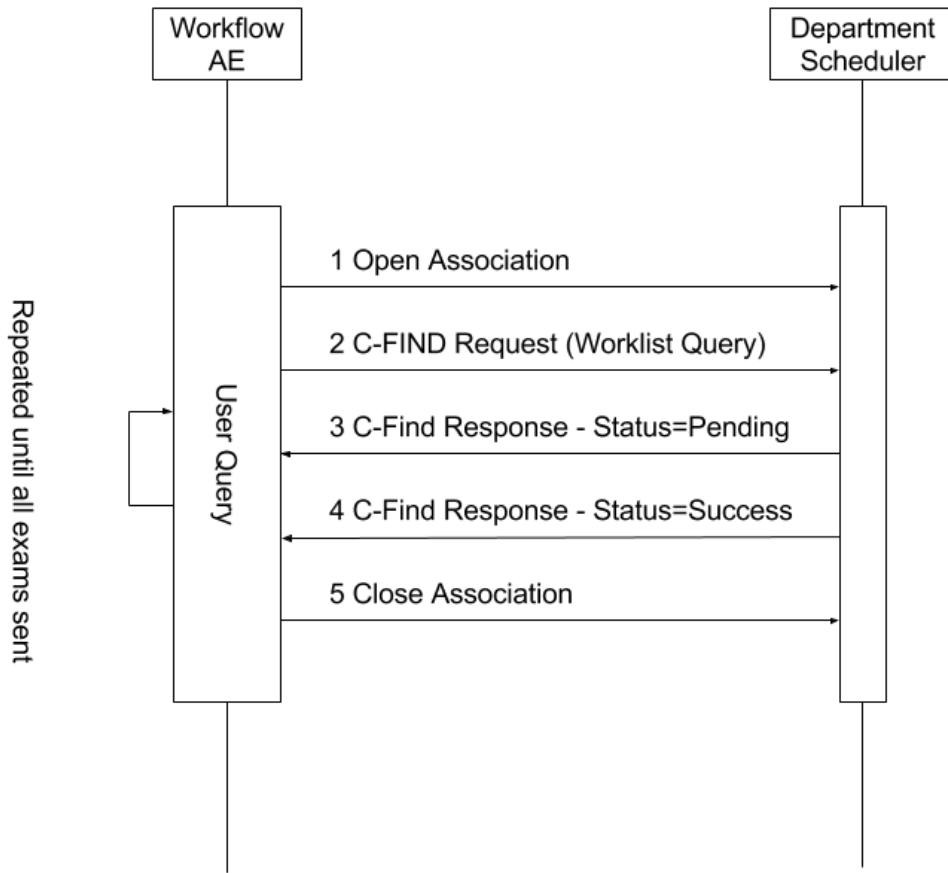 Workflow
AE
Department
Scheduler
1 Open Association
2 C-FIND Request (Worklist Query)
3 C-Find Response - Status=Pending
4 C-Find Response - Status=Success
5 Close Association
User Query
Repeated until all exams sent